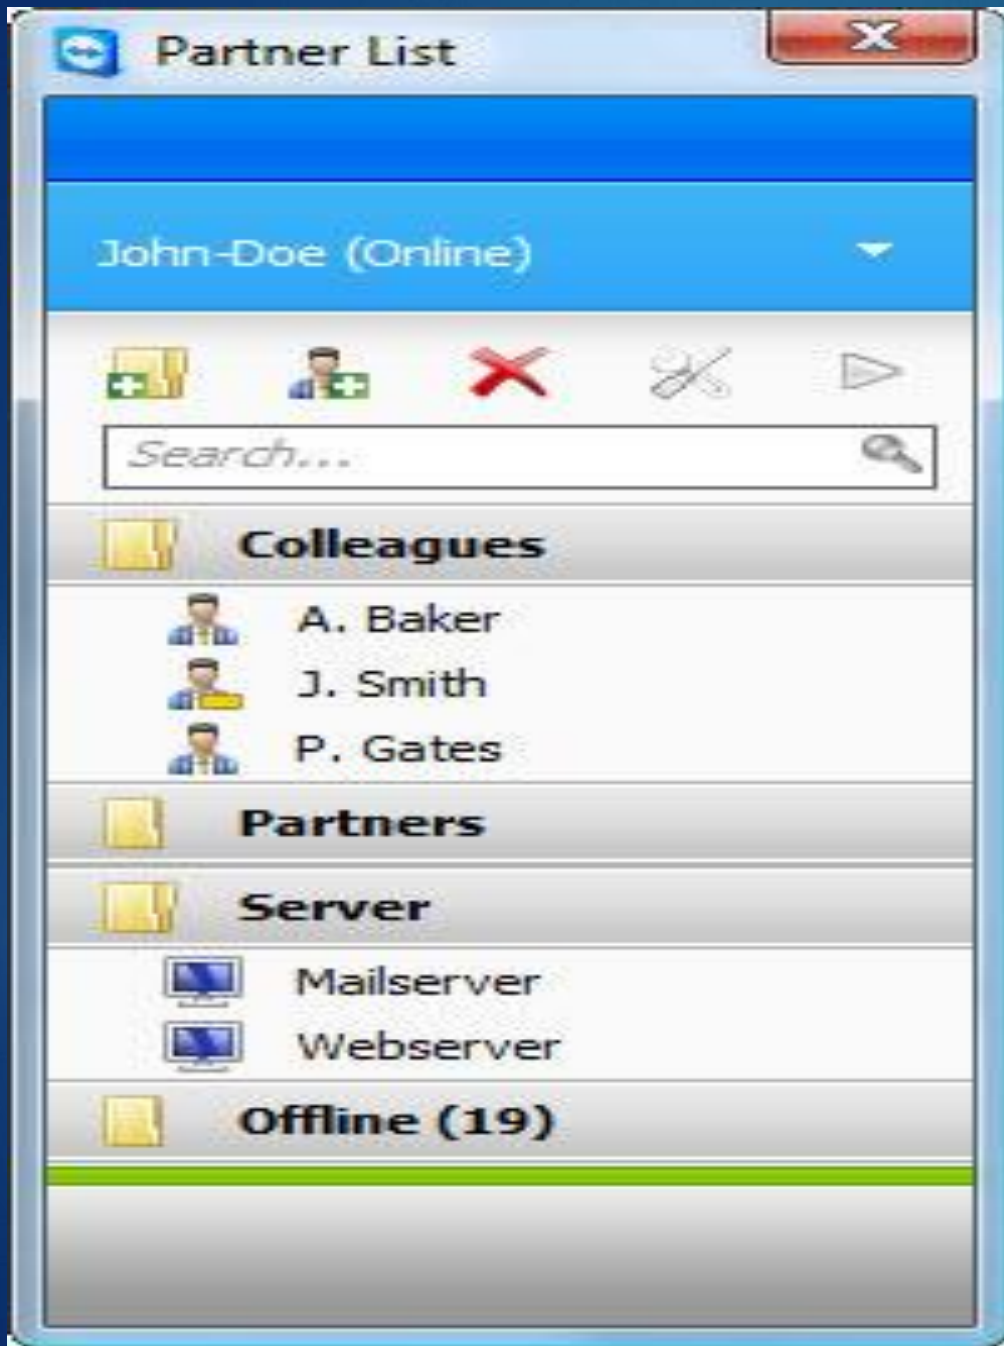 Partner List
John-Doe (Online)
Search...
Colleagues
A. Baker
J. Smith
P. Gates
Partners
Server
Mailserver
Webserver
Offline (19)